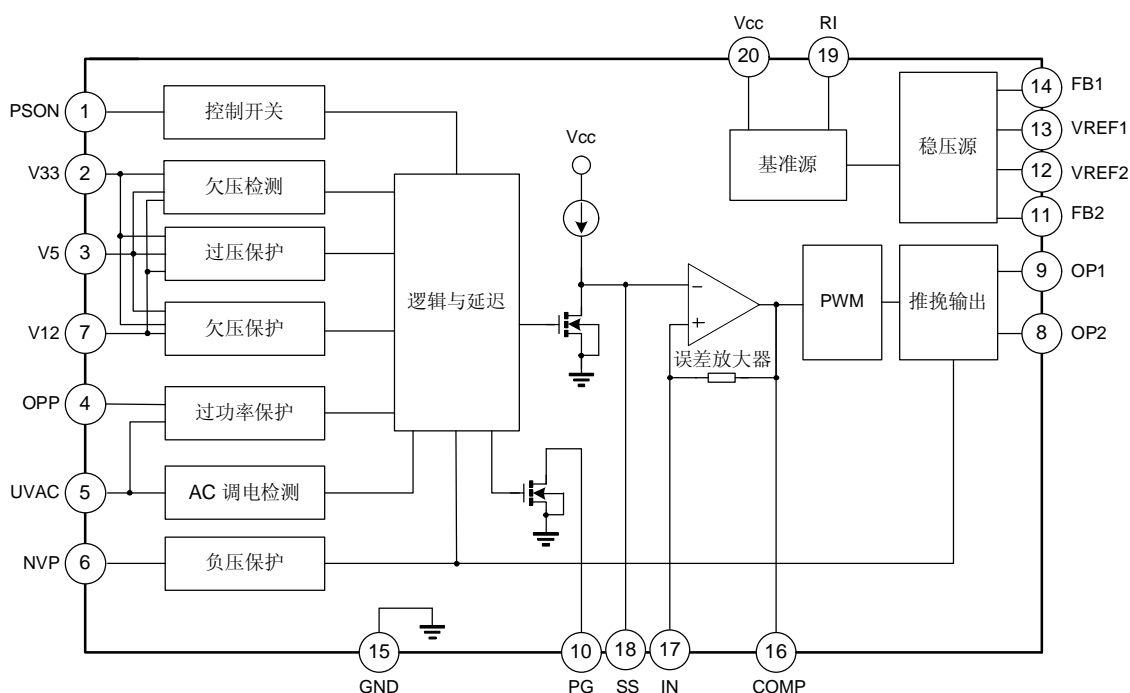 Vcc
RI
20
19
PSON
1
控制开关
14
FB1
Vcc
13
VREF1
V33
2
欠压检测
基准源
稳压源
12
VREF2
11
FB2
V5
3
过压保护
逻辑与延迟
9
OP1
PWM
推挽输出
V12
7
欠压保护
−
+
误差放大器
8
OP2
OPP
4
过功率保护
UVAC
5
AC 调电检测
NVP
6
负压保护
15
10
18
17
16
GND
PG
SS
IN
COMP